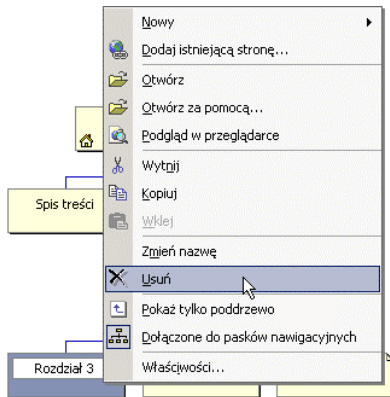 Nowy
Dodaj istniejącą stronę...
Otwórz
Otwórz za pomocą...
Podgląd w przeglądarce
Wytnij
Kopiuj
Wklej
Zmień nazwę
Usuń
Pokaż tylko poddrzewo
Dołączone do pasków nawigacyjnych
Właściwości...
Spis treści
Rozdział 3